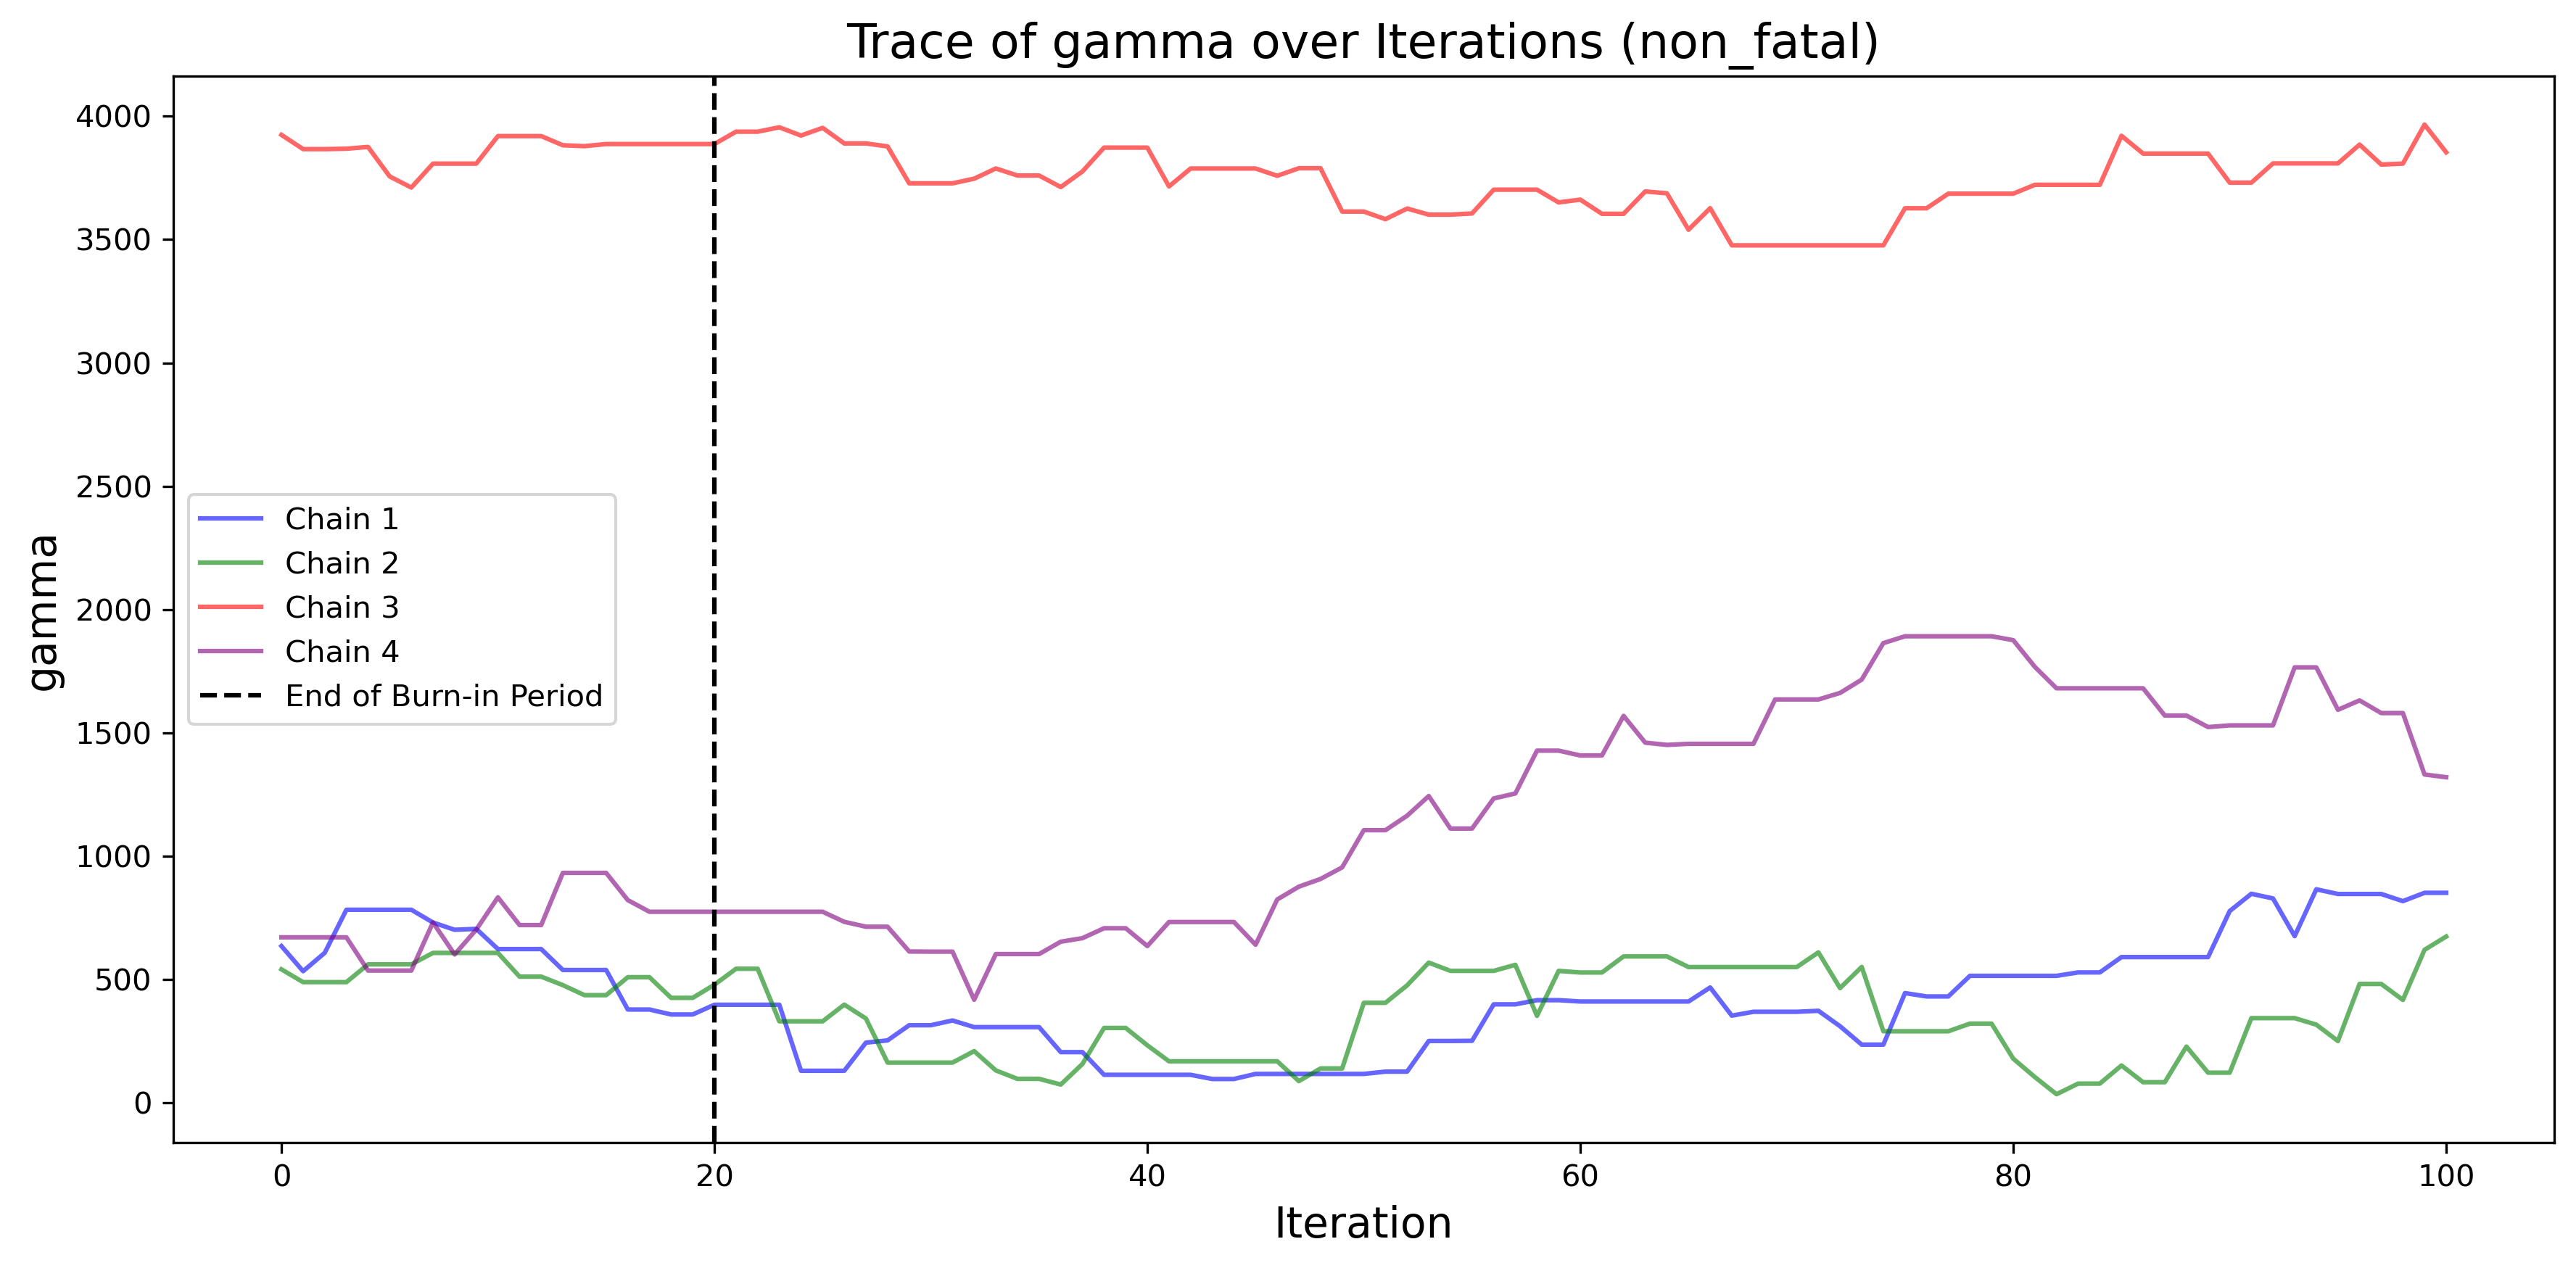 Trace of gamma over Iterations (non_fatal)
gamma
4000
3500
3000
2500
2000
1500
1000
500
0
Chain 1
Chain 2
Chain 3
Chain 4
End of Burn-in Period
0 20 40 60 80 100
Iteration